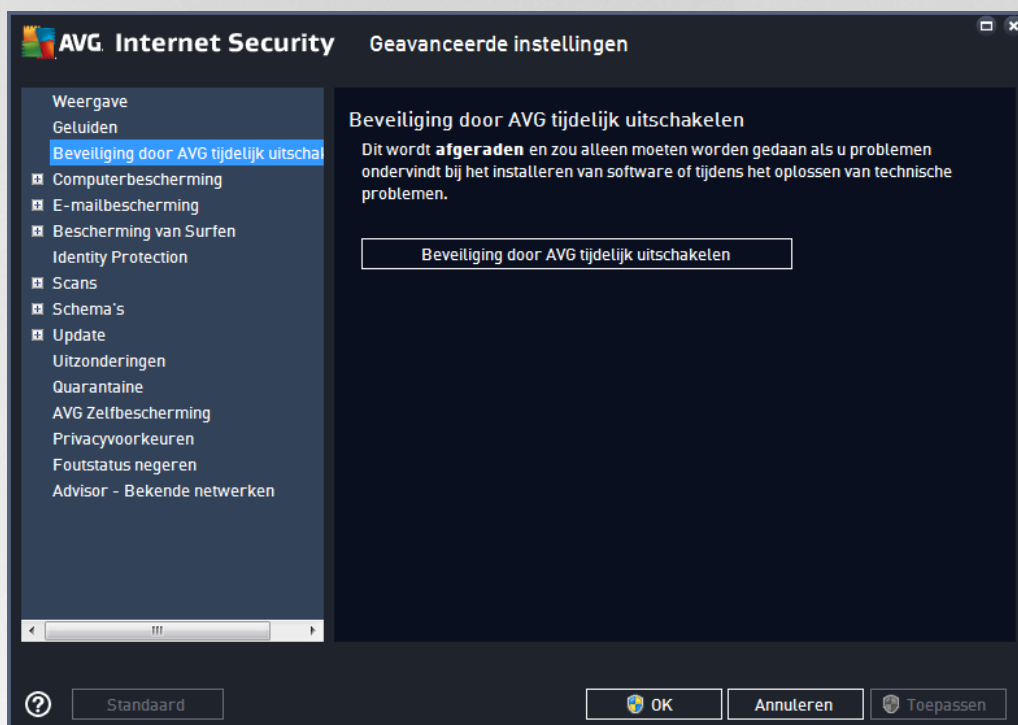 AVG. Internet Security Geavanceerde instellingen
Weergave
Geluiden
Beveiliging door AVG tijdelijk uitschal
Computerbescherming
E-mailbescherming
Bescherming van Surfen
Identity Protection
Scans
Schema's
Update
Uitzonderingen
Quarantaine
AVG Zelfbescherming
Privacyvoorkeuren
Foutstatus negeren
Advisor - Bekende netwerken
Beveiliging door AVG tijdelijk uitschakelen
Dit wordt afgeraden en zou alleen moeten worden gedaan als u problemen
ondervindt bij het installeren van software of tijdens het oplossen van technische
problemen.
Beveiliging door AVG tijdelijk uitschakelen
? Standaard OK Annuleren Toepassen